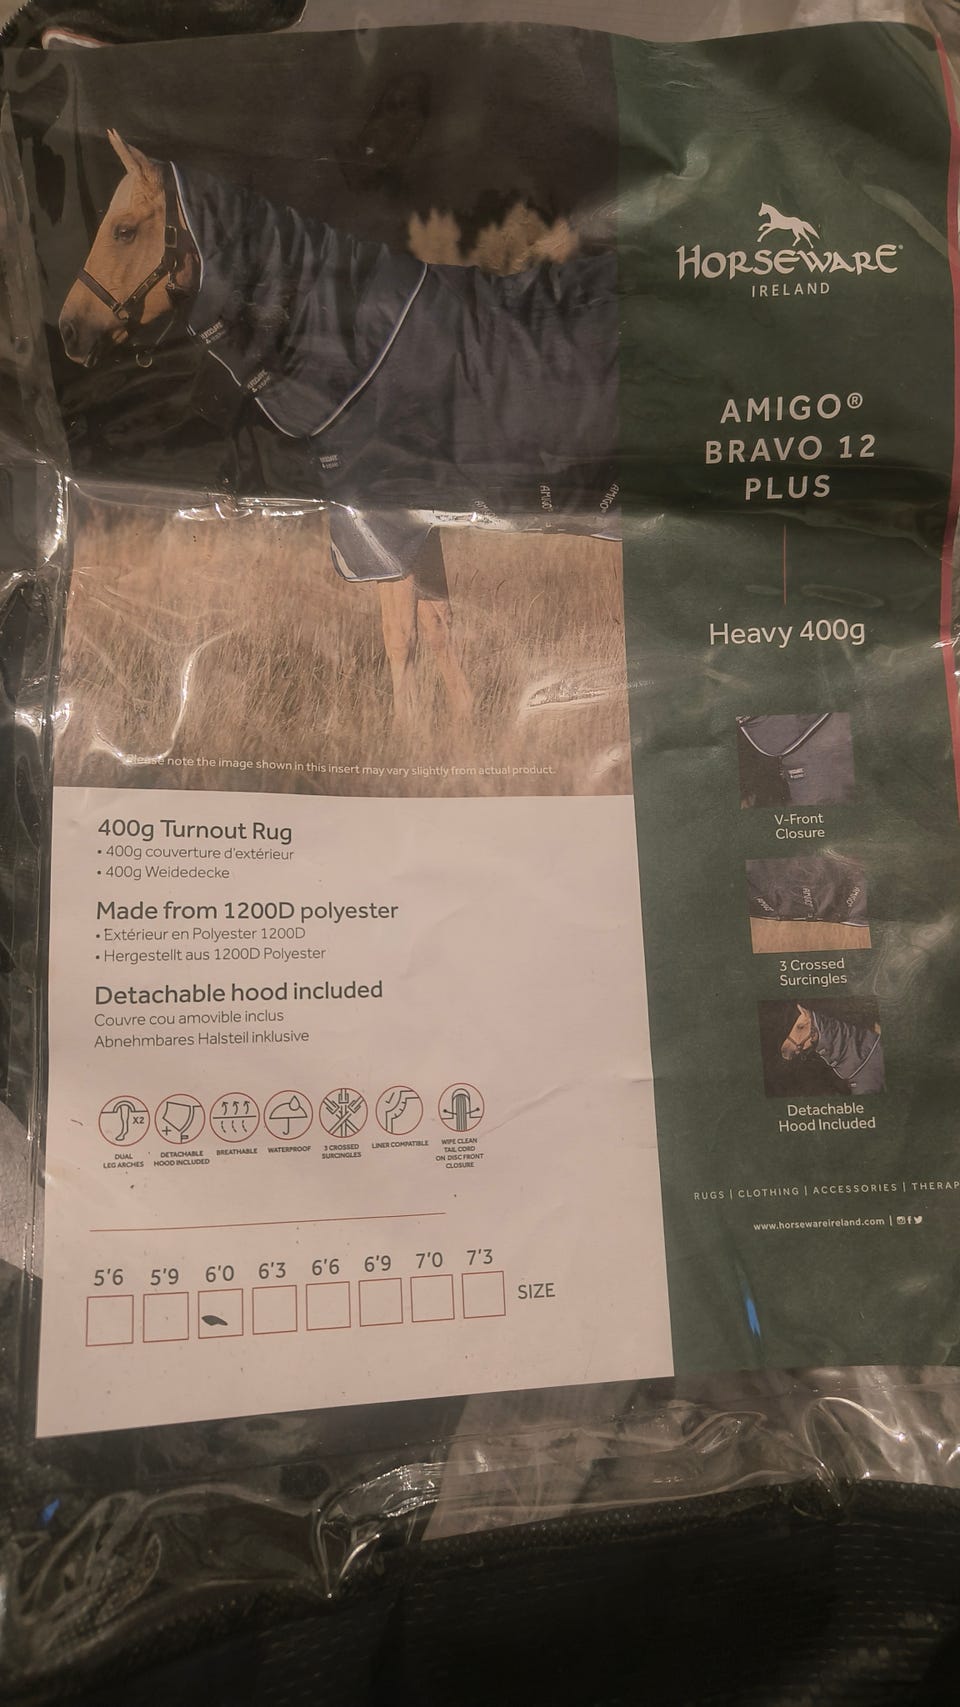 HORSEWARE®
IRELAND
AMIGO®
BRAVO 12
PLUS
Heavy 400g
AMIGO
AMIGO
Please note the image shown in this insert may vary slightly from actual product.
V-Front
Closure
3 Crossed
Surcingles
Detachable
Hood Included
RUGS | CLOTHING | ACCESSORIES | THERAP
www.horsewareireland.com |
400g Turnout Rug
• 400g couverture d'extérieur
• 400g Weidedecke
Made from 1200D polyester
• Extérieur en Polyester 1200D
• Hergestellt aus 1200D Polyester
Detachable hood included
Couvre cou amovible inclus
Abnehmbares Halsteil inklusive
X2
DUAL
LEG ARCHES
DETACHABLE
HOOD INCLUDED
BREATHABLE
WATERPROOF
3 CROSSED
SURCINGLES
LINER COMPATIBLE
WIPE CLEAN
TAIL CORD
ON DISC FRONT
CLOSURE
5'6 5'9 6'0 6'3 6'6 6'9 7'0 7'3
SIZE